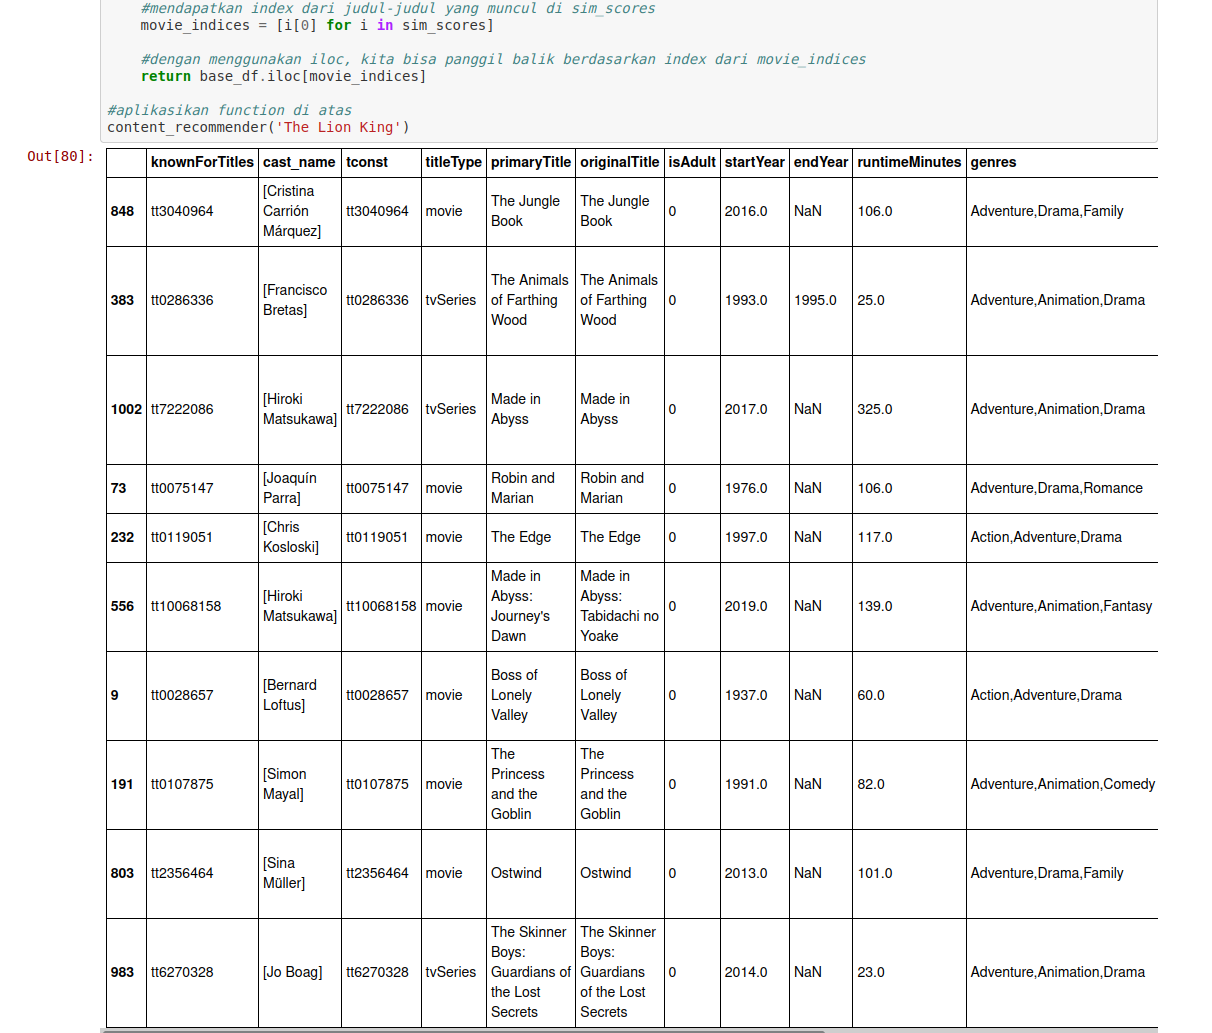 #mendapatkan index dari judul-judul yang muncul di sim_scores
movie_indices = [i[0] for i in sim_scores]
#dengan menggunakan iloc, kita bisa panggil balik berdasarkan index dari movie_indices
return base_df.iloc[movie_indices]
#aplikasikan function di atas
content_recommender('The Lion King')
Out[80]:
knownForTitles cast_name tconst titleType primaryTitle originalTitle isAdult startYear endYear runtimeMinutes genres
848 tt3040964 [Cristina Carrión Márquez] tt3040964 movie The Jungle Book The Jungle Book 0 2016.0 NaN 106.0 Adventure,Drama,Family
383 tt0286336 [Francisco Bretas] tt0286336 tvSeries The Animals of Farthing Wood The Animals of Farthing Wood 0 1993.0 1995.0 25.0 Adventure,Animation,Drama
1002 tt7222086 [Hiroki Matsukawa] tt7222086 tvSeries Made in Abyss Made in Abyss 0 2017.0 NaN 325.0 Adventure,Animation,Drama
73 tt0075147 [Joaquín Parra] tt0075147 movie Robin and Marian Robin and Marian 0 1976.0 NaN 106.0 Adventure,Drama,Romance
232 tt0119051 [Chris Kosloski] tt0119051 movie The Edge The Edge 0 1997.0 NaN 117.0 Action,Adventure,Drama
556 tt10068158 [Hiroki Matsukawa] tt10068158 movie Made in Abyss: Journey's Dawn Made in Abyss: Tabidachi no Yoake 0 2019.0 NaN 139.0 Adventure,Animation,Fantasy
9 tt0028657 [Bernard Loftus] tt0028657 movie Boss of Lonely Valley Boss of Lonely Valley 0 1937.0 NaN 60.0 Action,Adventure,Drama
191 tt0107875 [Simon Mayal] tt0107875 movie The Princess and the Goblin The Princess and the Goblin 0 1991.0 NaN 82.0 Adventure,Animation,Comedy
803 tt2356464 [Sina Müller] tt2356464 movie Ostwind Ostwind 0 2013.0 NaN 101.0 Adventure,Drama,Family
983 tt6270328 [Jo Boag] tt6270328 tvSeries The Skinner Boys: Guardians of the Lost Secrets The Skinner Boys: Guardians of the Lost Secrets 0 2014.0 NaN 23.0 Adventure,Animation,Drama